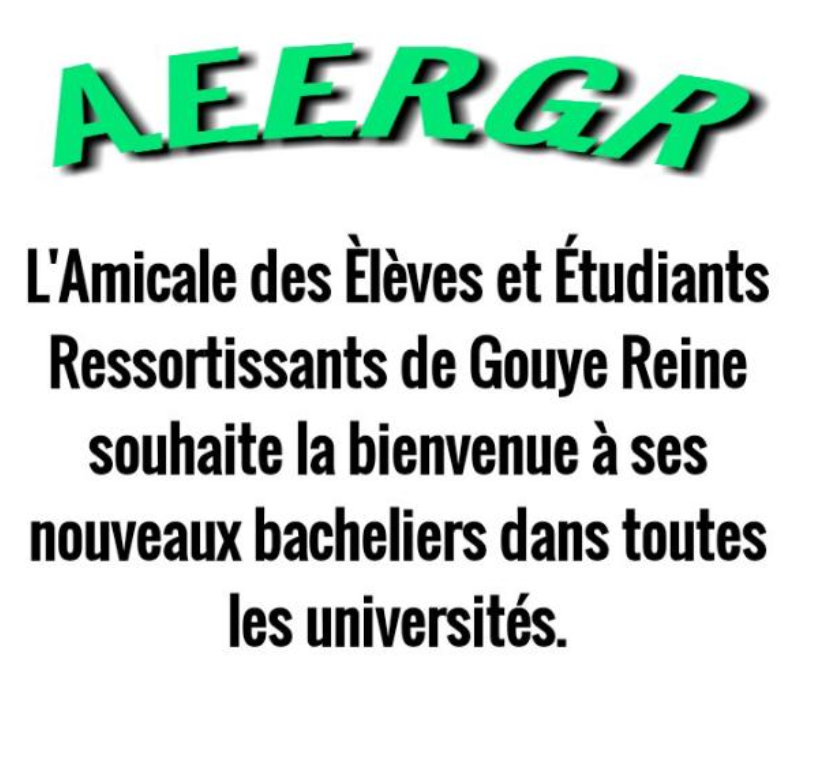 AEERGR
L'Amicale des Èlèves et Étudiants
Ressortissants de Gouye Reine
souhaite la bienvenue à ses
nouveaux bacheliers dans toutes
les universités.